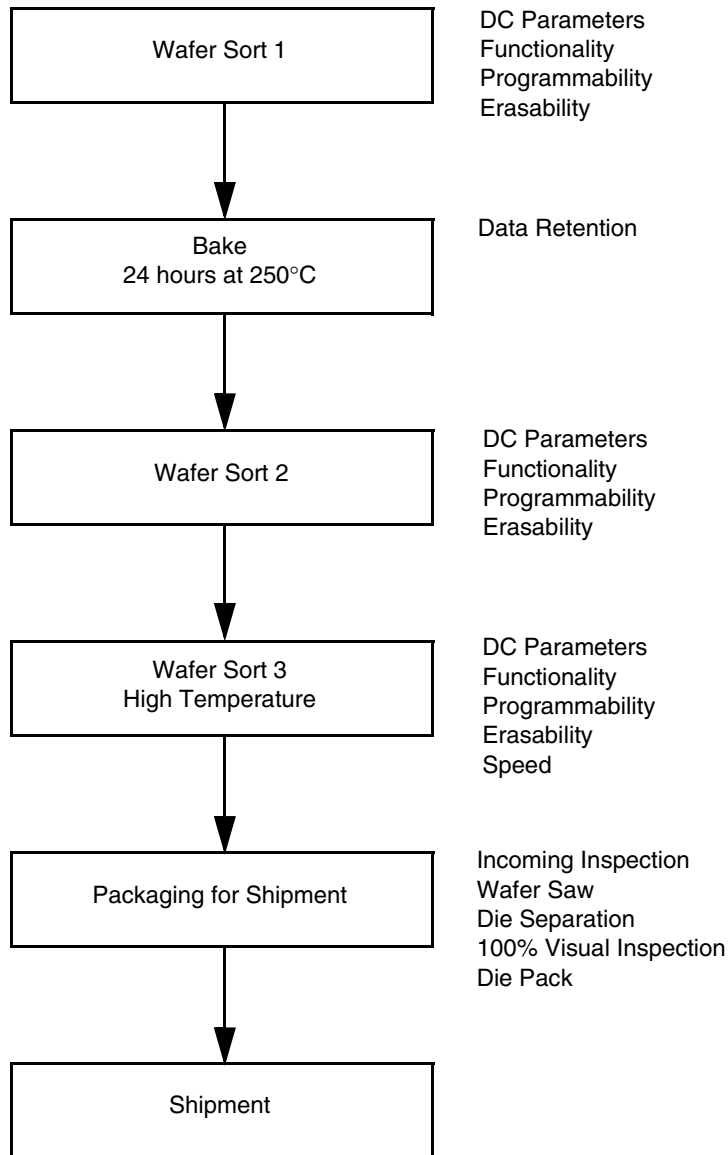 Wafer Sort 1
DC Parameters
Functionality
Programmability
Erasability
Bake
24 hours at 250°C
Data Retention
Wafer Sort 2
DC Parameters
Functionality
Programmability
Erasability
Wafer Sort 3
High Temperature
DC Parameters
Functionality
Programmability
Erasability
Speed
Packaging for Shipment
Incoming Inspection
Wafer Saw
Die Separation
100% Visual Inspection
Die Pack
Shipment